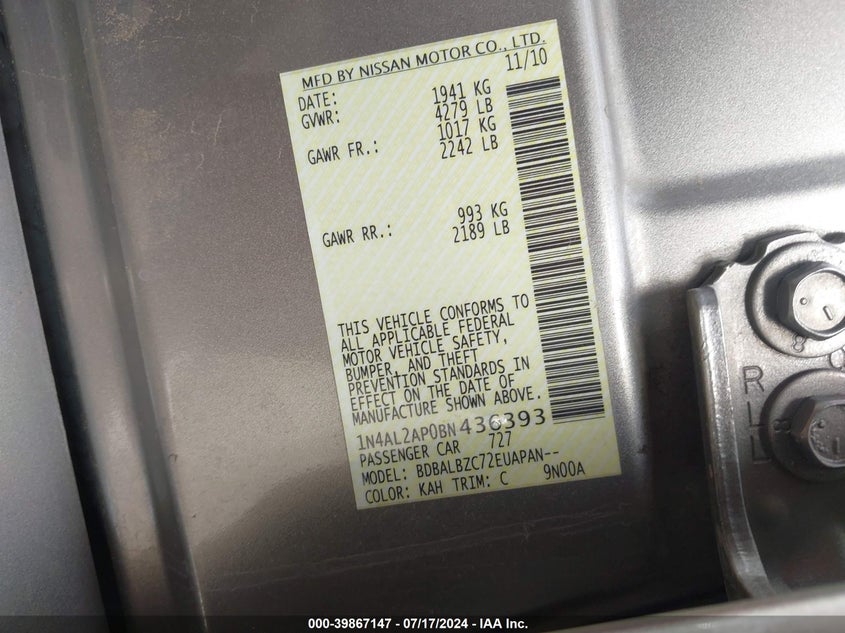 MFD BY NISSAN MOTOR CO., LTD.
DATE: 11/10
GVWR: 1941 KG
4279 LB
GAWR FR.: 1017 KG
2242 LB
GAWR RR.: 993 KG
2189 LB
THIS VEHICLE CONFORMS TO
ALL APPLICABLE FEDERAL
MOTOR VEHICLE SAFETY,
BUMPER, AND THEFT
PREVENTION STANDARDS IN
EFFECT ON THE DATE OF
MANUFACTURE SHOWN ABOVE.
1N4AL2AP0BN436393
PASSENGER CAR 727
MODEL: BDBALBZC72EUAPAN--
COLOR: KAH TRIM: C 9N00A
8
R
L
L
8
000-39867147 / 07/17/2024 - IAA Inc.